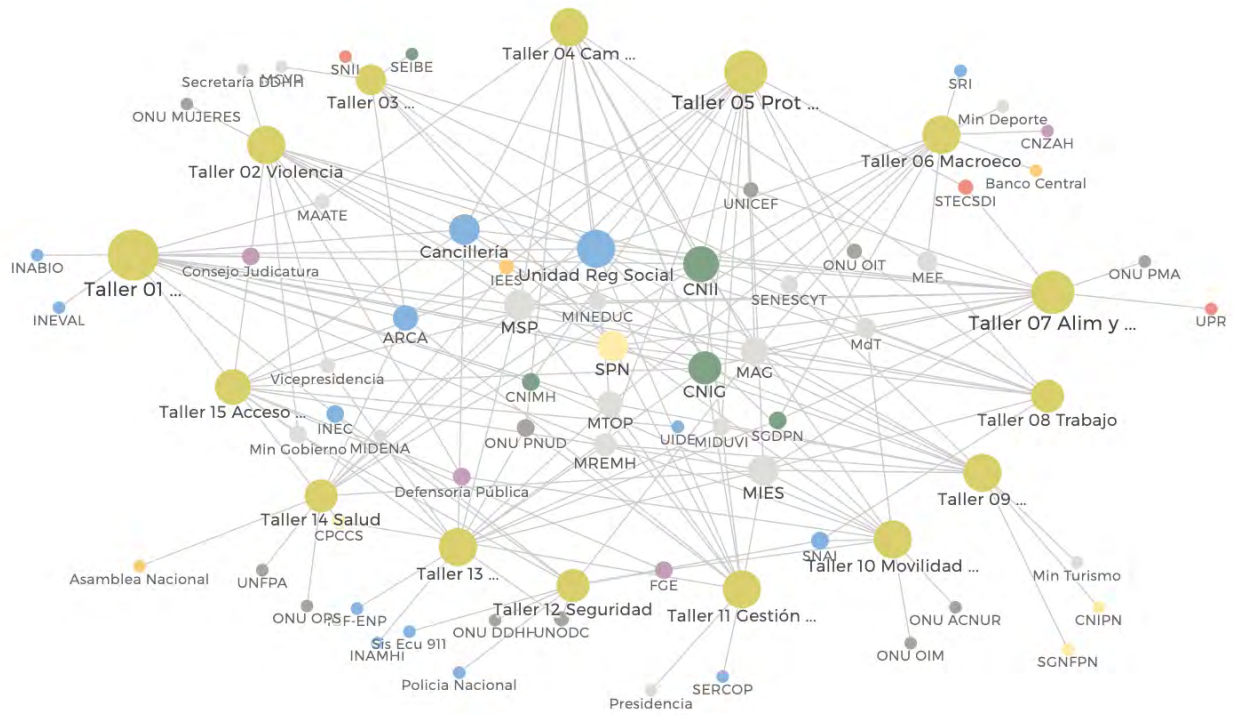 Taller 04 Cam ...
SNII
SEIBE
Secretaría DDHH
MCYP
Taller 03 ...
SRI
Taller 05 Prot ...
ONU MUJERES
Min Deporte
CNZAH
Taller 02 Violencia
Taller 06 Macroeco
Banco Central
STECSDI
UNICEF
MAATE
Cancillería
Consejo Judicatura
INABIO
IEES
Unidad Reg Social
CNII
ONU OIT
MEF
ONU PMA
Taller 01 ...
SENESCYT
INEVAL
MSP
MINEDUC
Taller 07 Alim y ...
UPR
ARCA
MdT
SPN
MAG
Vicepresidencia
CNIMH
CNIG
Taller 15 Acceso ...
MTOP
Taller 08 Trabajo
INEC
ONU PNUD
UIDE
MIDUVI
SGDPN
Min Gobierno
MIDENA
MREMH
Defensoría Pública
MIES
Taller 09 ...
Taller 14 Salud
CPCCS
SNAI
Taller 10 Movilidad ...
Asamblea Nacional
UNFPA
Taller 13 ...
FGE
Min Turismo
ONU OPS
Taller 12 Seguridad
Taller 11 Gestión ...
ONU ACNUR
CNIPN
ONU DDHH
UNODC
Sis Ecu 911
INAMHI
ONU OIM
SGNFPN
Policia Nacional
SERCOP
Presidencia